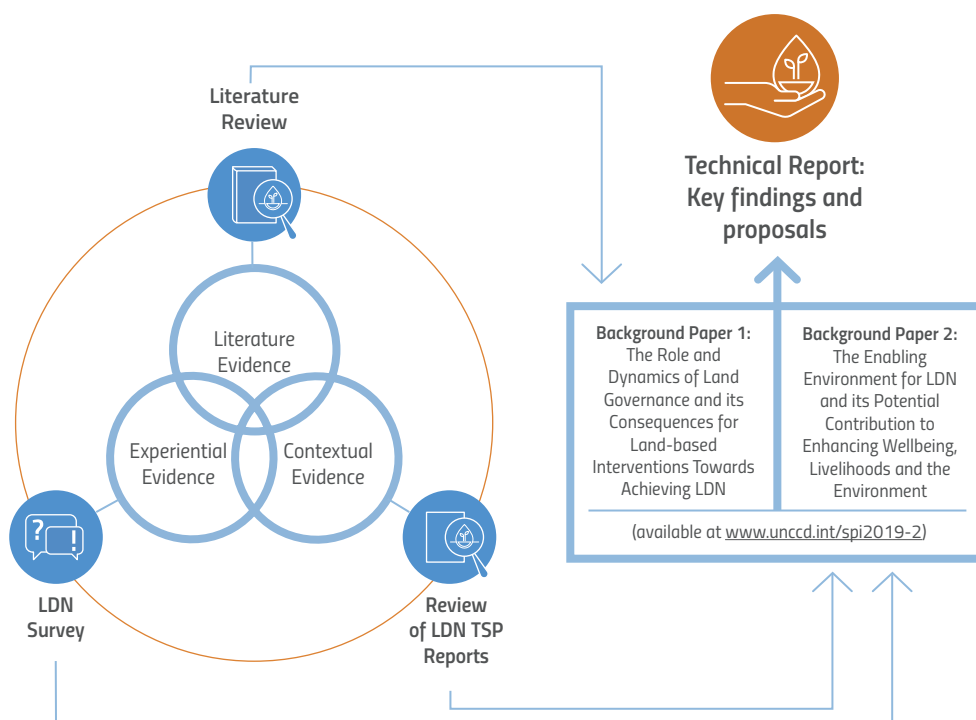 Literature
Review
Literature
Evidence
Experiential
Evidence
Contextual
Evidence
?
!
LDN
Survey
Review
of LDN TSP
Reports
Technical Report:
Key findings and
proposals
Background Paper 1:
The Role and
Dynamics of Land
Governance and its
Consequences for
Land-based
Interventions Towards
Achieving LDN
Background Paper 2:
The Enabling
Environment for LDN
and its Potential
Contribution to
Enhancing Wellbeing,
Livelihoods and the
Environment
(available at www.unccd.int/spi2019-2)